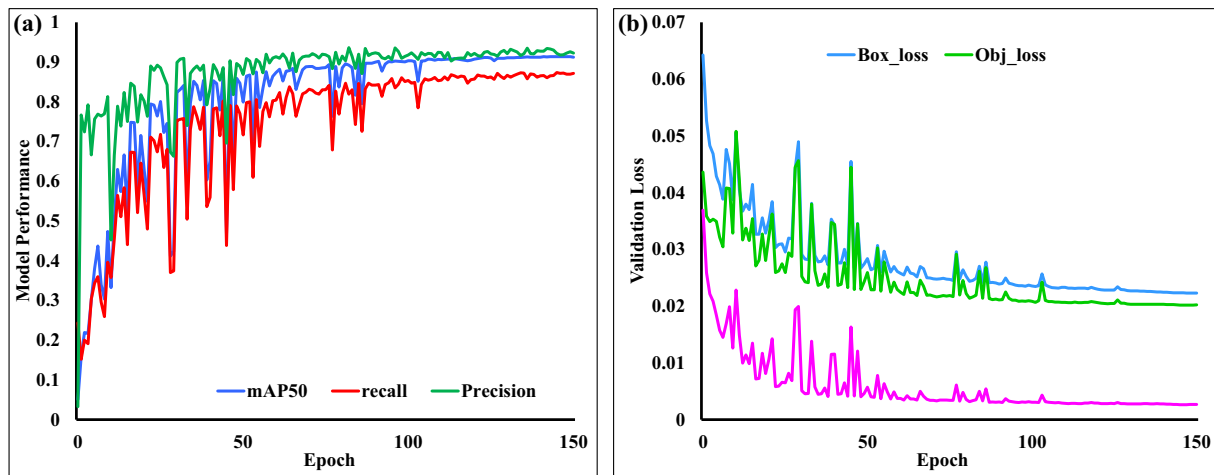 (a)
Model Performance
1
0.9
0.8
0.7
0.6
0.5
0.4
0.3
0.2
0.1
0
mAP50 recall Precision
0 50 100 150
Epoch
(b)
Validation Loss
0.07
0.06
0.05
0.04
0.03
0.02
0.01
0
Box_loss Obj_loss
0 50 100 150
Epoch